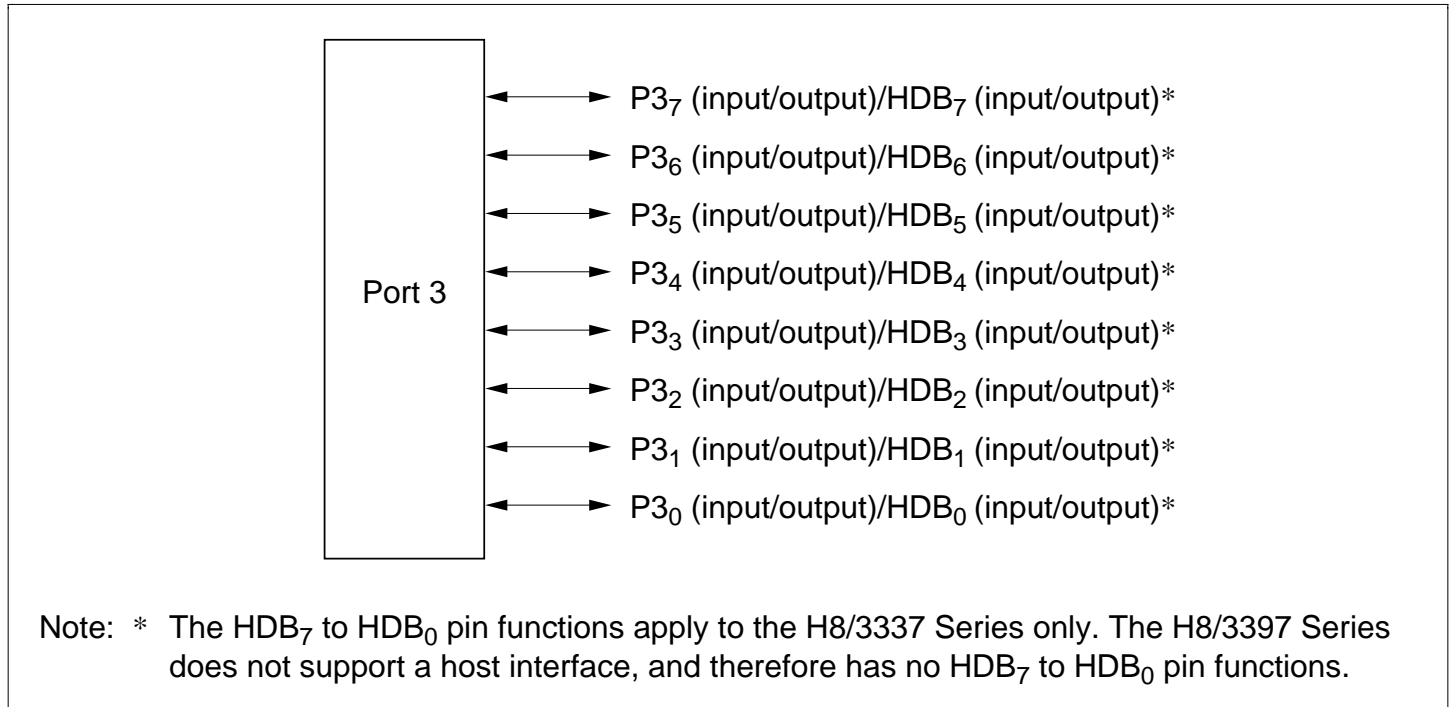 P3₇ (input/output)/HDB₇ (input/output)*
P3₆ (input/output)/HDB₆ (input/output)*
P3₅ (input/output)/HDB₅ (input/output)*
P3₄ (input/output)/HDB₄ (input/output)*
Port 3
P3₃ (input/output)/HDB₃ (input/output)*
P3₂ (input/output)/HDB₂ (input/output)*
P3₁ (input/output)/HDB₁ (input/output)*
P3₀ (input/output)/HDB₀ (input/output)*
Note: * The HDB₇ to HDB₀ pin functions apply to the H8/3337 Series only. The H8/3397 Series
does not support a host interface, and therefore has no HDB₇ to HDB₀ pin functions.